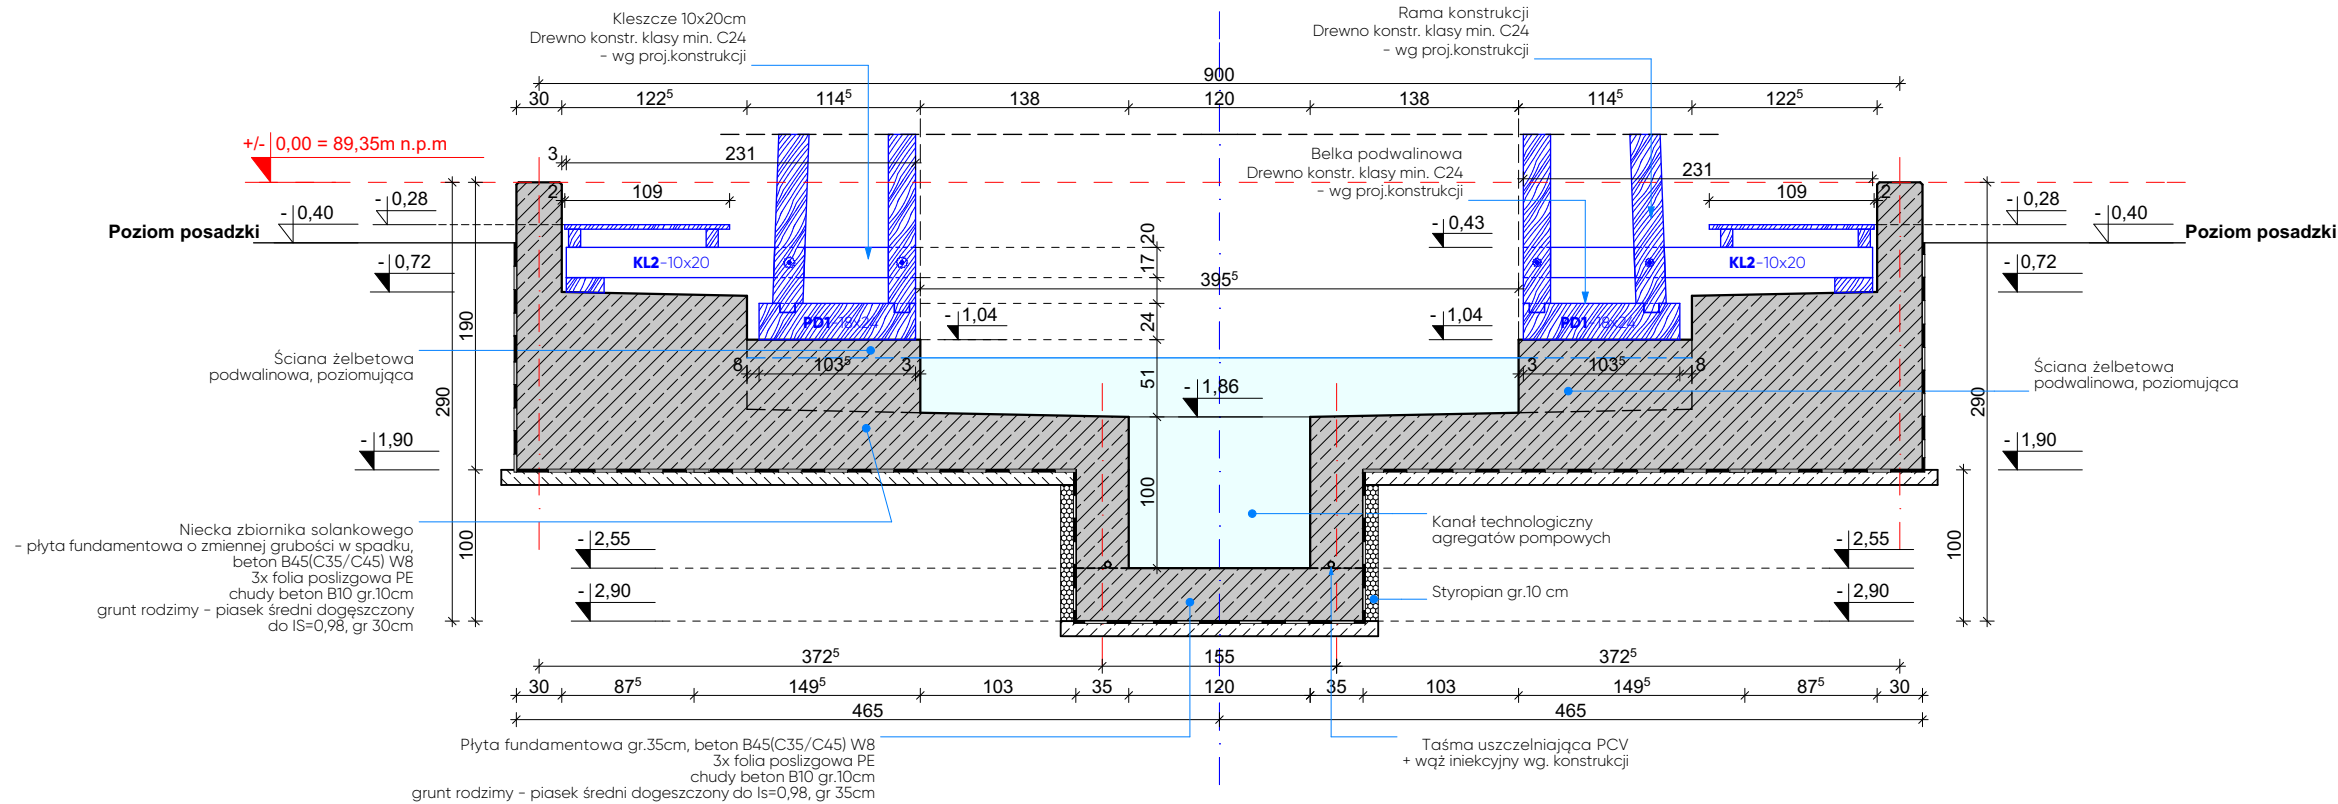 Kleszcze 10x20cm
Drewno konstr. klasy min. C24
- wg proj.konstrukcji
Rama konstrukcji
Drewno konstr. klasy min. C24
- wg proj.konstrukcji
900
30 122⁵ 114⁵ 138 120 138 114⁵ 122⁵
+/- 0,00 = 89,35m n.p.m
3 231
Belka podwalinowa
Drewno konstr. klasy min. C24
- wg proj.konstrukcji
231
2 109
109 2
- 0,28
- 0,40
Poziom posadzki
- 0,72
- 0,43
- 0,28
- 0,40
Poziom posadzki
- 0,72
KL2-10x20
KL2-10x20
20
17
395⁵
24
PD1-18x24
PD1-18x24
- 1,04
- 1,04
190
290
Ściana żelbetowa
podwalinowa, poziomująca
8 103⁵ 3
51
- 1,86
3 103⁵ 8
Ściana żelbetowa
podwalinowa, poziomująca
290
- 1,90
- 1,90
100
100
100
Niecka zbiornika solankowego
- płyta fundamentowa o zmiennej grubości w spadku,
beton B45(C35/C45) W8
3x folia poslizgowa PE
chudy beton B10 gr.10cm
grunt rodzimy - piasek średni dogęszczony
do IS=0,98, gr 30cm
- 2,55
- 2,90
Kanał technologiczny
agregatów pompowych
Styropian gr.10 cm
- 2,55
- 2,90
372⁵ 155 372⁵
30 87⁵ 149⁵ 103 35 120 35 103 149⁵ 87⁵ 30
465 465
Płyta fundamentowa gr.35cm, beton B45(C35/C45) W8
3x folia poslizgowa PE
chudy beton B10 gr.10cm
grunt rodzimy - piasek średni dogeszczony do Is=0,98, gr 35cm
Taśma uszczelniająca PCV
+ wąż iniekcyjny wg. konstrukcji